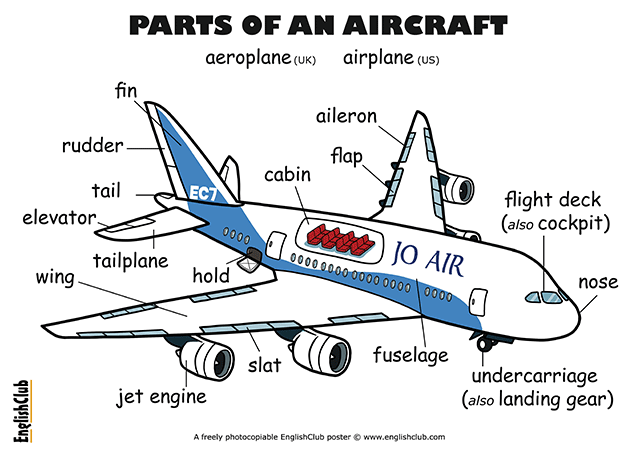 PARTS OF AN AIRCRAFT
aeroplane (UK) airplane (US)
fin
aileron
rudder
flap
cabin
tail
EC7
flight deck
(also cockpit)
elevator
JO AIR
tailplane
hold
wing
nose
fuselage
slat
undercarriage
(also landing gear)
jet engine
EnglishClub
A freely photocopiable EnglishClub poster © www.englishclub.com